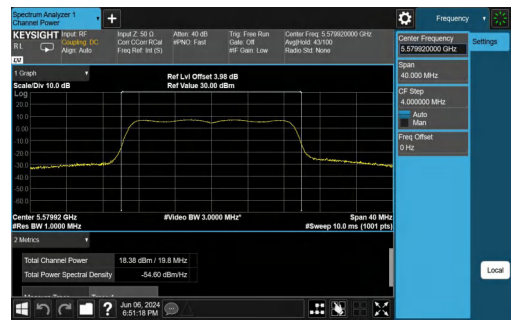 Spectrum Analyzer 1
Channel Power
+
Frequency
KEYSIGHT
R L
Input: RF
Coupling: DC
Align: Auto
Input Z: 50 Ω
Corr CCorr RCal
Freq Ref: Int (S)
Atten: 40 dB
#PNO: Fast
Trig: Free Run
Gate: Off
#IF Gain: Low
Center Freq: 5.579920000 GHz
Avg|Hold: 43/100
Radio Std: None
LVI
Center Frequency
5.579920000 GHz
Settings
Span
40.000 MHz
CF Step
4.000000 MHz
Auto
Man
Freq Offset
0 Hz
1 Graph
Scale/Div 10.0 dB
Ref Lvl Offset 3.98 dB
Ref Value 30.00 dBm
Log
20.0
10.0
0.00
-10.0
-20.0
-30.0
-40.0
-50.0
-60.0
Center 5.57992 GHz
#Res BW 1.0000 MHz
#Video BW 3.0000 MHz*
Span 40 MHz
#Sweep 10.0 ms (1001 pts)
2 Metrics
Total Channel Power 18.38 dBm / 19.8 MHz
Total Power Spectral Density -54.60 dBm/Hz
Local
?
Jun 06, 2024
6:51:18 PM